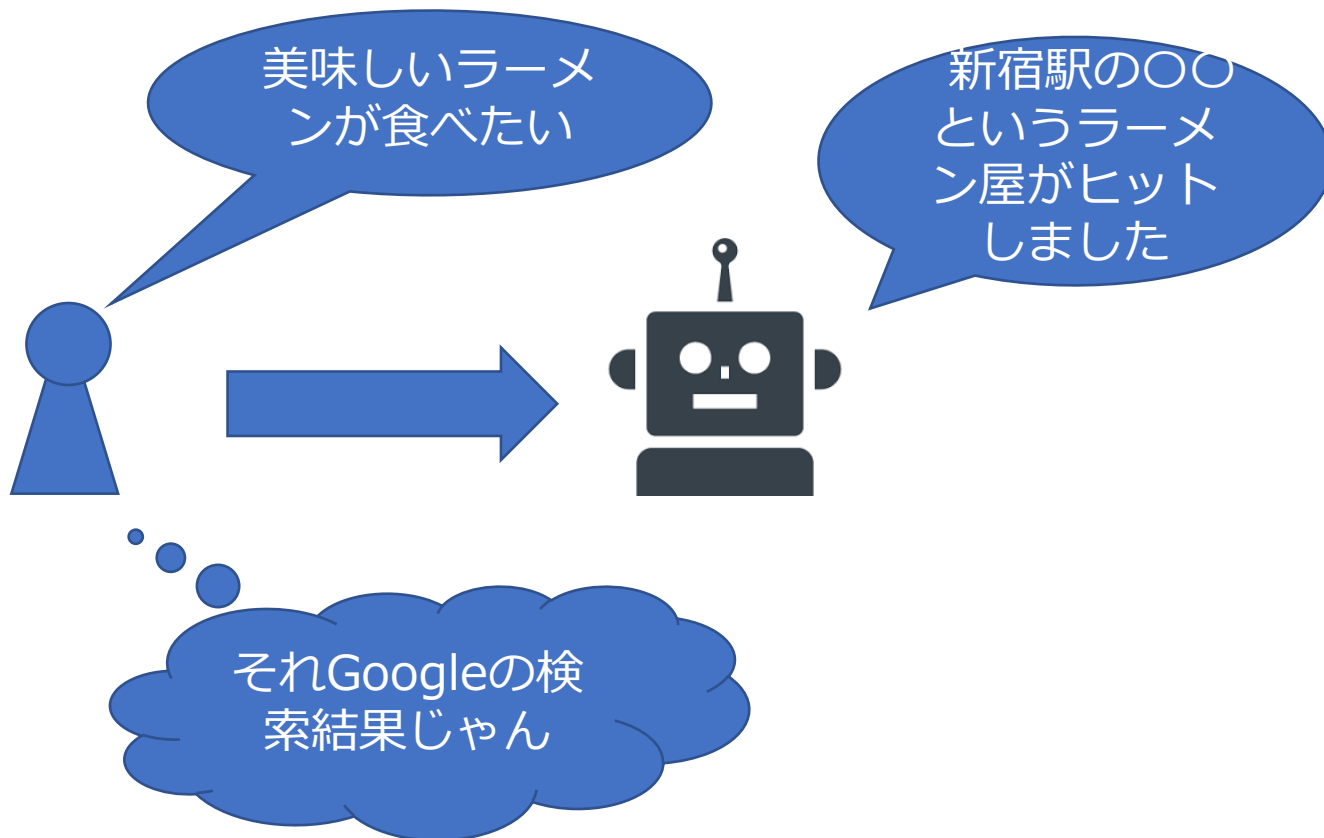 美味しいラーメ
ンが食べたい
新宿駅の〇〇
というラーメ
ン屋がヒット
しました
それGoogleの検
索結果じゃん